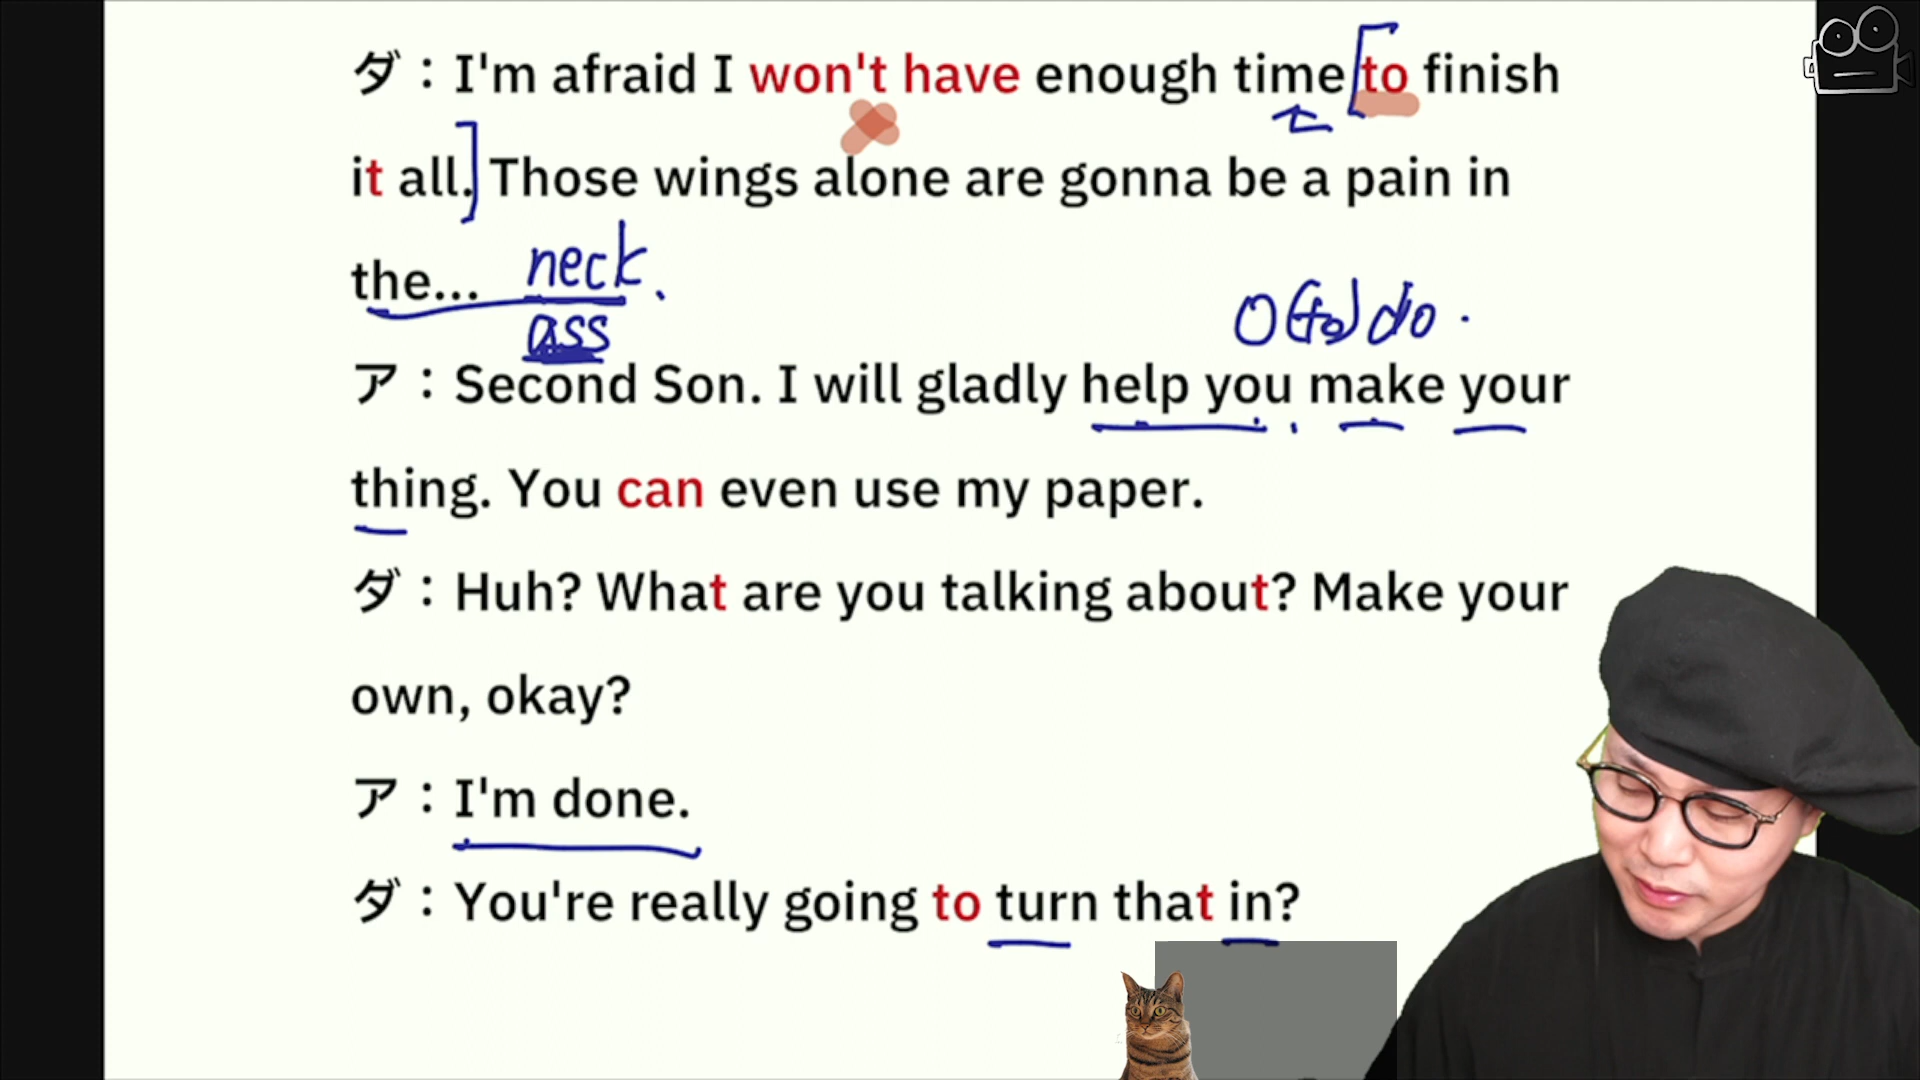 ダ：I'm afraid I won't have enough time [to finish
it all.] Those wings alone are gonna be a pain in
the... neck.
ass
O (to) do.
ア：Second Son. I will gladly help you make your
thing. You can even use my paper.
ダ：Huh? What are you talking about? Make your
own, okay?
ア：I'm done.
ダ：You're really going to turn that in?